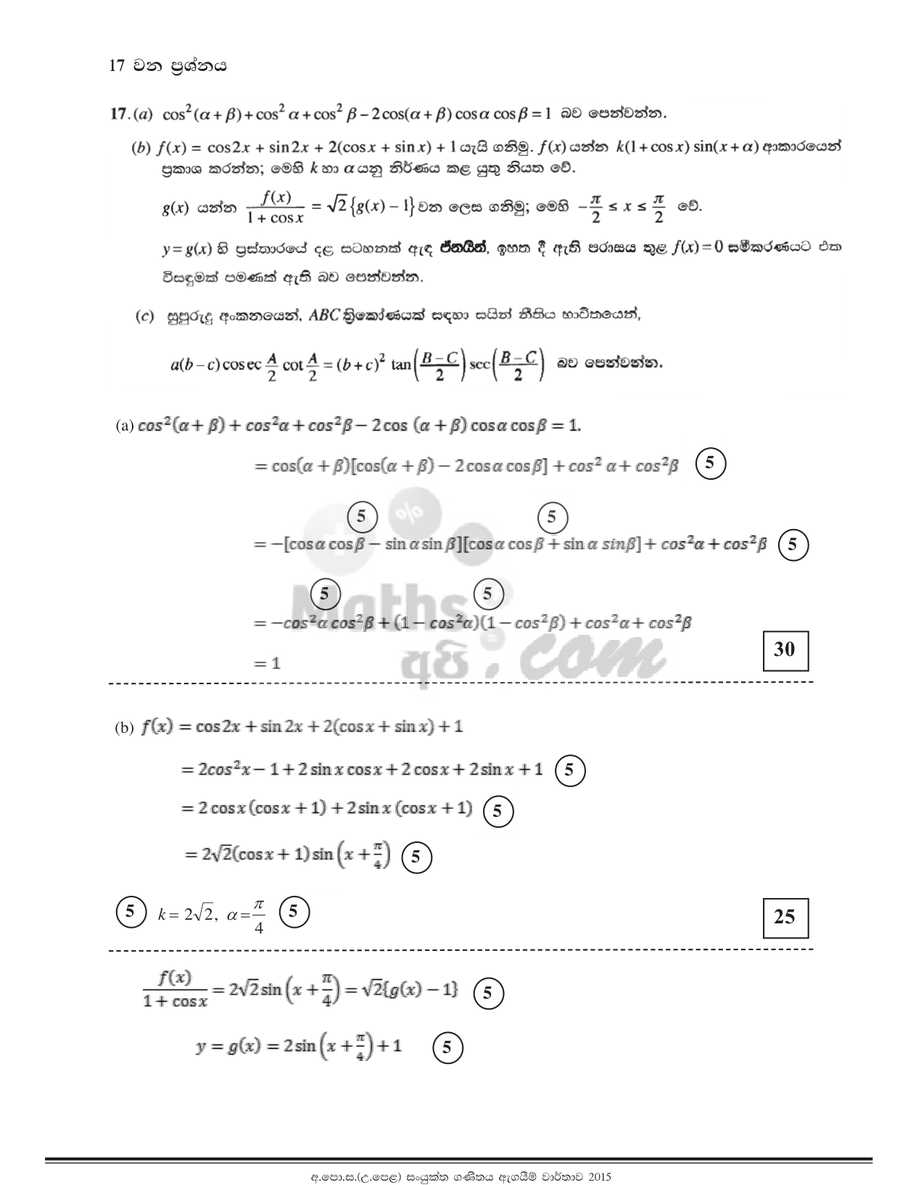 17 වන ප්‍රශ්නය
17. (a) cos²(α + β) + cos² α + cos² β − 2 cos(α + β) cos α cos β = 1 බව පෙන්වන්න.
(b) f(x) = cos 2x + sin 2x + 2(cos x + sin x) + 1 යැයි ගනිමු. f(x) යන්න k(1 + cos x) sin(x + α) ආකාරයෙන්
ප්‍රකාශ කරන්න; මෙහි k හා α යනු නිර්ණය කළ යුතු නියත වේ.
g(x) යන්න f(x)/(1 + cos x) = √2 {g(x) − 1} වන ලෙස ගනිමු; මෙහි −π/2 ≤ x ≤ π/2 වේ.
y = g(x) හි ප්‍රස්තාරයේ දළ සටහනක් ඇඳ ඒනයින්, ඉහත දී ඇති පරාසය තුළ f(x) = 0 සමීකරණයට එක
විසඳුමක් පමණක් ඇති බව පෙන්වන්න.
(c) සුපුරුදු අංකනයෙන්, ABC ත්‍රිකෝණයක් සඳහා සයින් නීතිය භාවිතයෙන්,
a(b − c) cosec A/2 cot A/2 = (b + c)² tan((B − C)/2) sec((B − C)/2) බව පෙන්වන්න.
(a) cos²(α + β) + cos²α + cos²β − 2 cos (α + β) cos α cos β = 1.
= cos(α + β)[cos(α + β) − 2 cos α cos β] + cos² α + cos²β 5
5 5
= −[cos α cos β − sin α sin β][cos α cos β + sin α sinβ] + cos²α + cos²β 5
5 5
= −cos²α cos²β + (1 − cos²α)(1 − cos²β) + cos²α + cos²β
= 1 30
Maths
අපි . com
(b) f(x) = cos 2x + sin 2x + 2(cos x + sin x) + 1
= 2cos²x − 1 + 2 sin x cos x + 2 cos x + 2 sin x + 1 5
= 2 cos x (cos x + 1) + 2 sin x (cos x + 1) 5
= 2√2(cos x + 1) sin(x + π/4) 5
5 k = 2√2, α = π/4 5 25
f(x)/(1 + cos x) = 2√2 sin(x + π/4) = √2{g(x) − 1} 5
y = g(x) = 2 sin(x + π/4) + 1 5
අ.පො.ස.(උ.පෙළ) සංයුක්ත ගණිතය ඇගයීම් වාර්තාව 2015